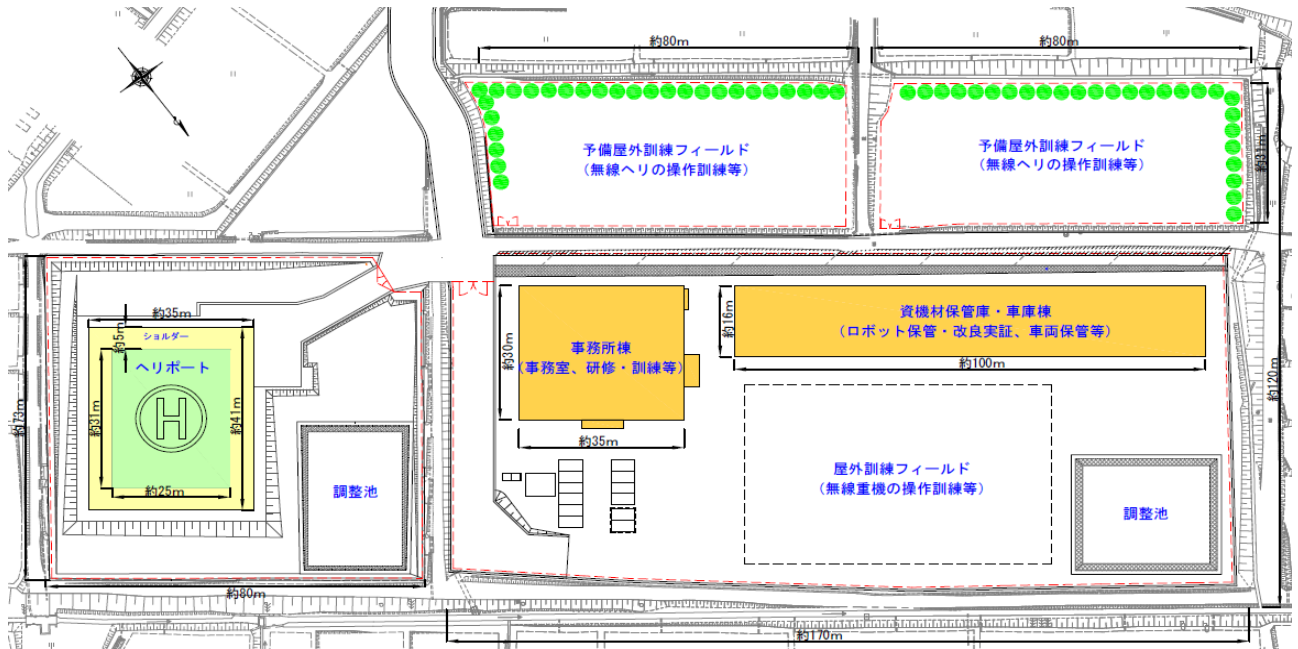 約80m
約80m
予備屋外訓練フィールド
（無線ヘリの操作訓練等）
予備屋外訓練フィールド
（無線ヘリの操作訓練等）
約31m
約35m
約5m
ショルダー
ヘリポート
H
約31m
約41m
約25m
約73m
調整池
約80m
約30m
事務所棟
（事務室、研修・訓練等）
約35m
約16m
資機材保管庫・車庫棟
（ロボット保管・改良実証、車両保管等）
約100m
屋外訓練フィールド
（無線重機の操作訓練等）
調整池
約120m
約170m